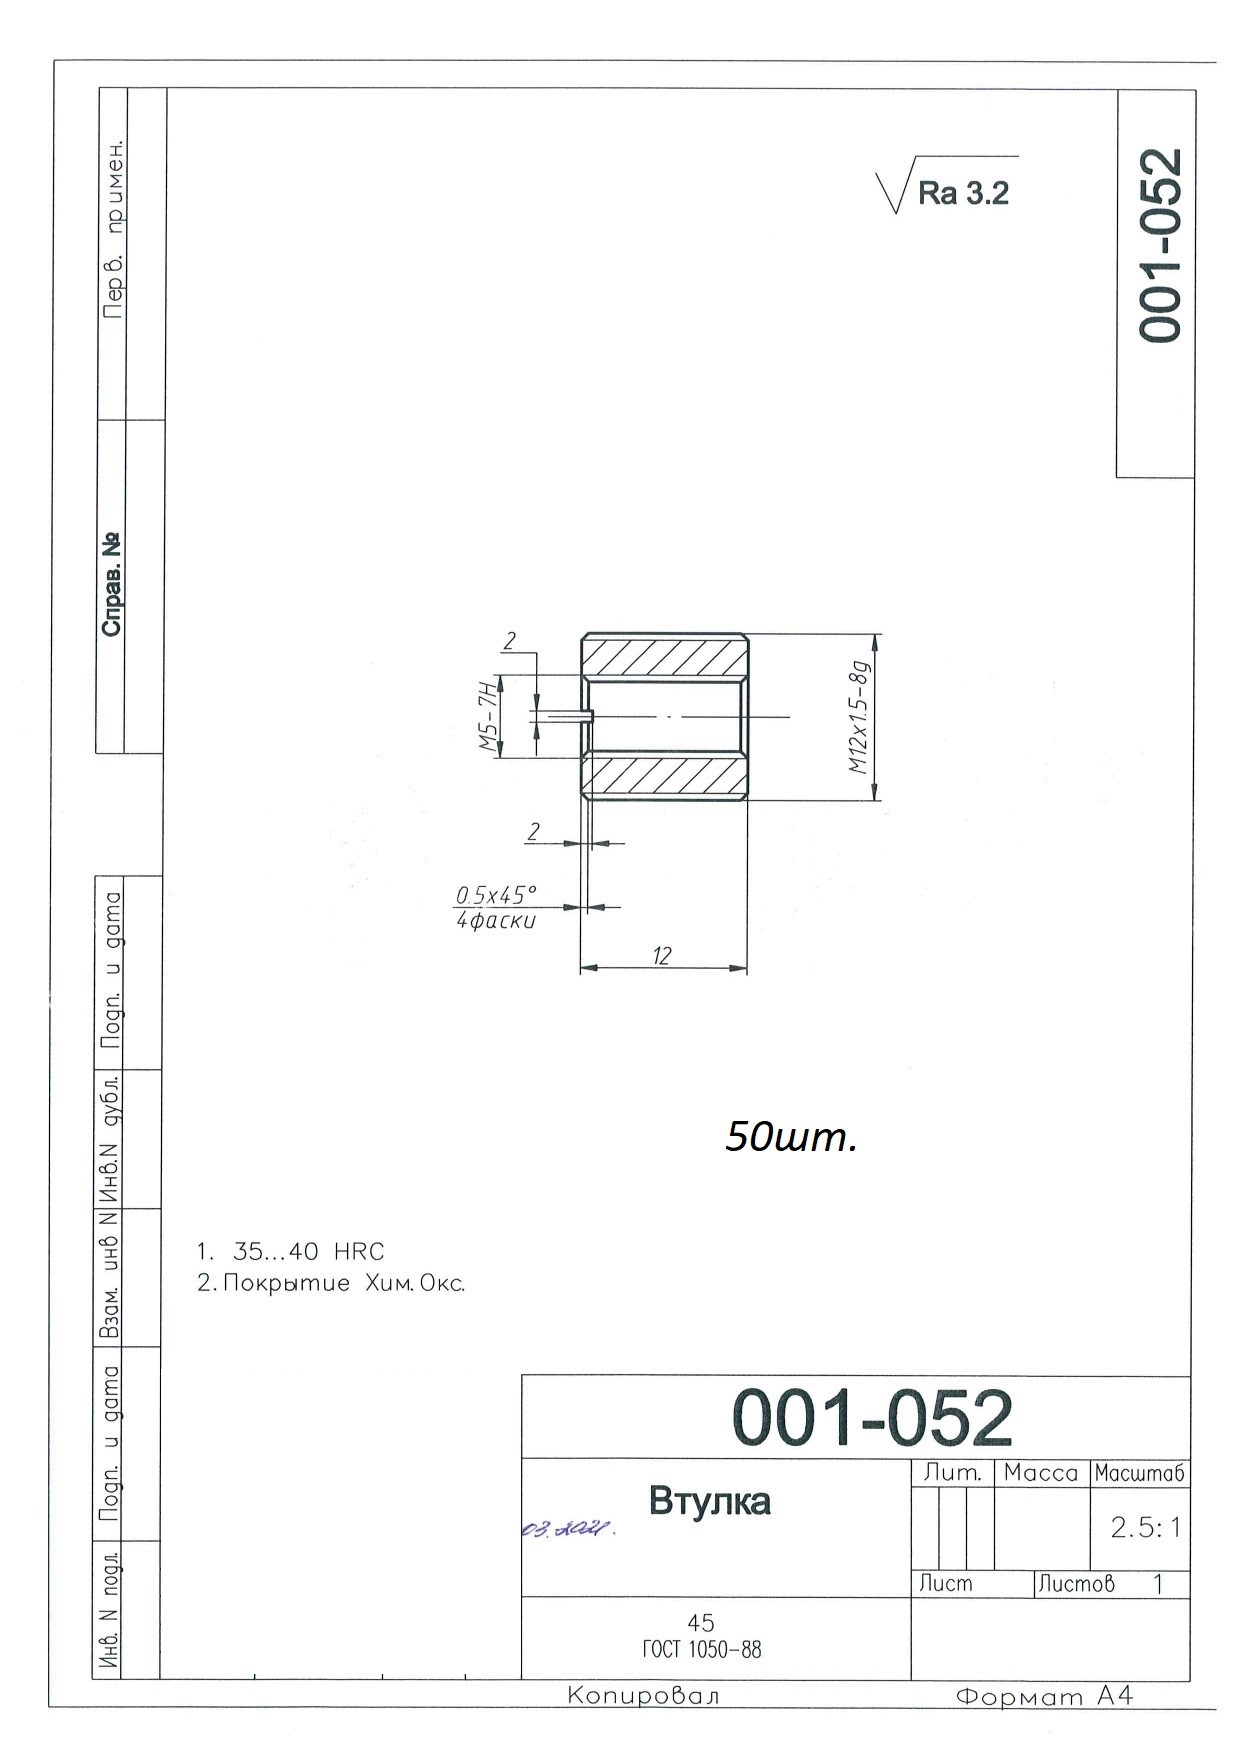 Перв. примен.
Справ. №
Подп. и дата
Инв.N дубл.
Взам. инв N
Подп. и дата
Инв. N подл.
Ra 3.2
001-052
2
M5-7H
M12x1.5-8g
2
0.5x45°
4фаски
12
50шт.
1. 35...40 HRC
2.Покрытие Хим.Окс.
001-052
Втулка
03.2021.
Лит.
Масса
Масштаб
2.5:1
Лист
Листов 1
45
ГОСТ 1050-88
Копировал
Формат А4